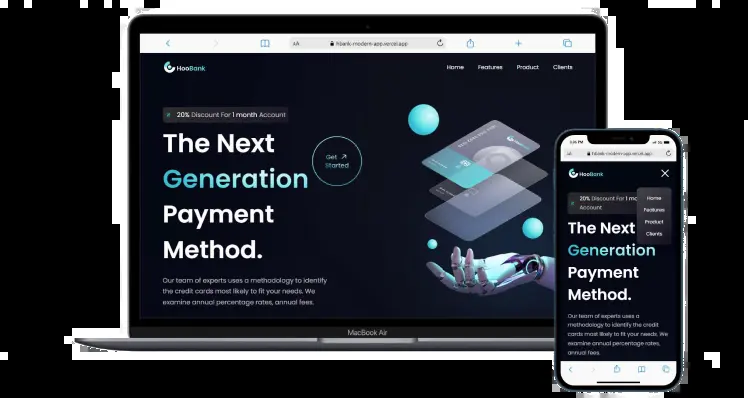 AA hbank-modern-app.vercel.app
HooBank
Home Features Product Clients
20% Discount For 1 month Account
The Next
Generation
Payment
Method.
Get
Started
Our team of experts uses a methodology to identify
the credit cards most likely to fit your needs. We
examine annual percentage rates, annual fees.
MacBook Air
AA hbank-modern-app.vercel.app
HooBank
20% Discount For 1 mo
Account
Home
Features
Product
Clients
The Next
Generation
Payment
Method.
Our team of experts uses a
methodology to identify the credit
cards most likely to fit your needs. We
examine annual percentage rates,
annual fees.